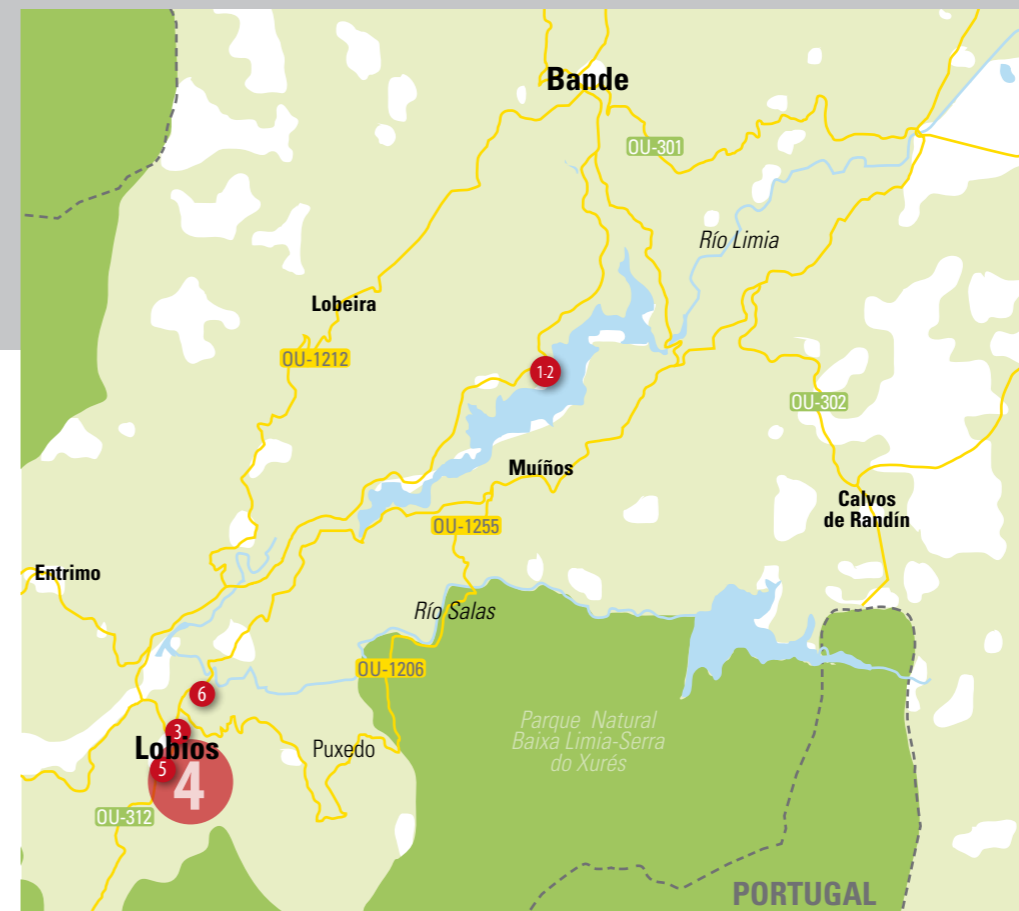 Bande
OU-301
Río Limia
Lobeira
OU-1212
1-2
OU-302
Muíños
Calvos
de Randín
OU-1255
Entrimo
Río Salas
OU-1206
6
Parque Natural
Baixa Limia-Serra
do Xurés
3
Lobios
Puxedo
5
4
OU-312
PORTUGAL